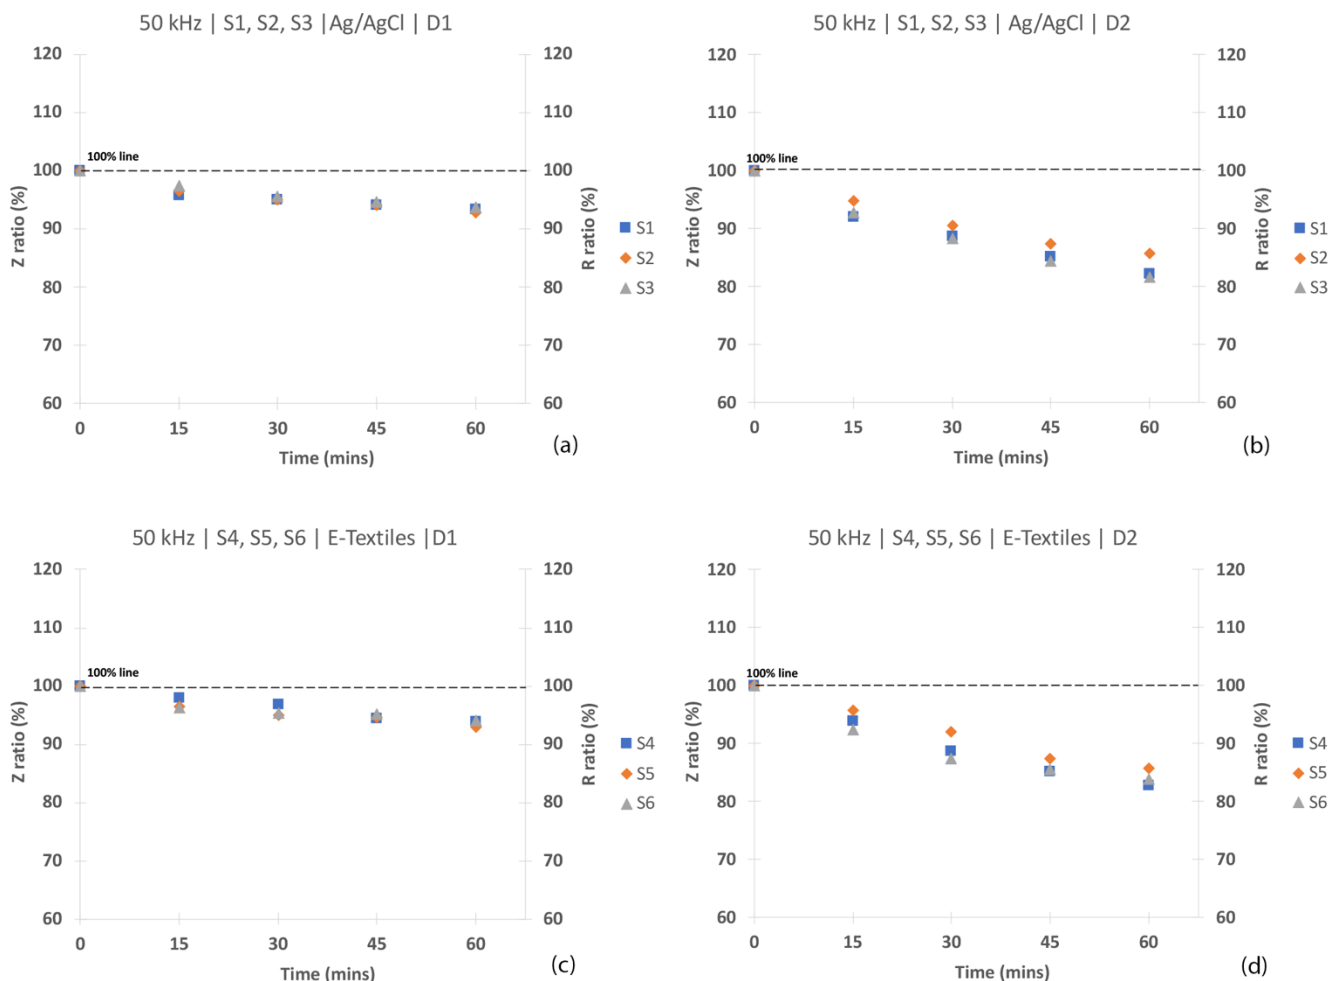 50 kHz | S1, S2, S3 |Ag/AgCl | D1
120
110
100
90
80
70
60
Z ratio (%)
100% line
120
110
100
90
80
70
60
R ratio (%)
0 15 30 45 60
Time (mins)
S1
S2
S3
(a)
50 kHz | S1, S2, S3 | Ag/AgCl | D2
120
110
100
90
80
70
60
Z ratio (%)
100% line
120
110
100
90
80
70
60
R ratio (%)
0 15 30 45 60
Time (mins)
S1
S2
S3
(b)
50 kHz | S4, S5, S6 | E-Textiles |D1
120
110
100
90
80
70
60
Z ratio (%)
100% line
120
110
100
90
80
70
60
R ratio (%)
0 15 30 45 60
Time (mins)
S4
S5
S6
(c)
50 kHz | S4, S5, S6 | E-Textiles | D2
120
110
100
90
80
70
60
Z ratio (%)
100% line
120
110
100
90
80
70
60
R ratio (%)
0 15 30 45 60
Time (mins)
S4
S5
S6
(d)